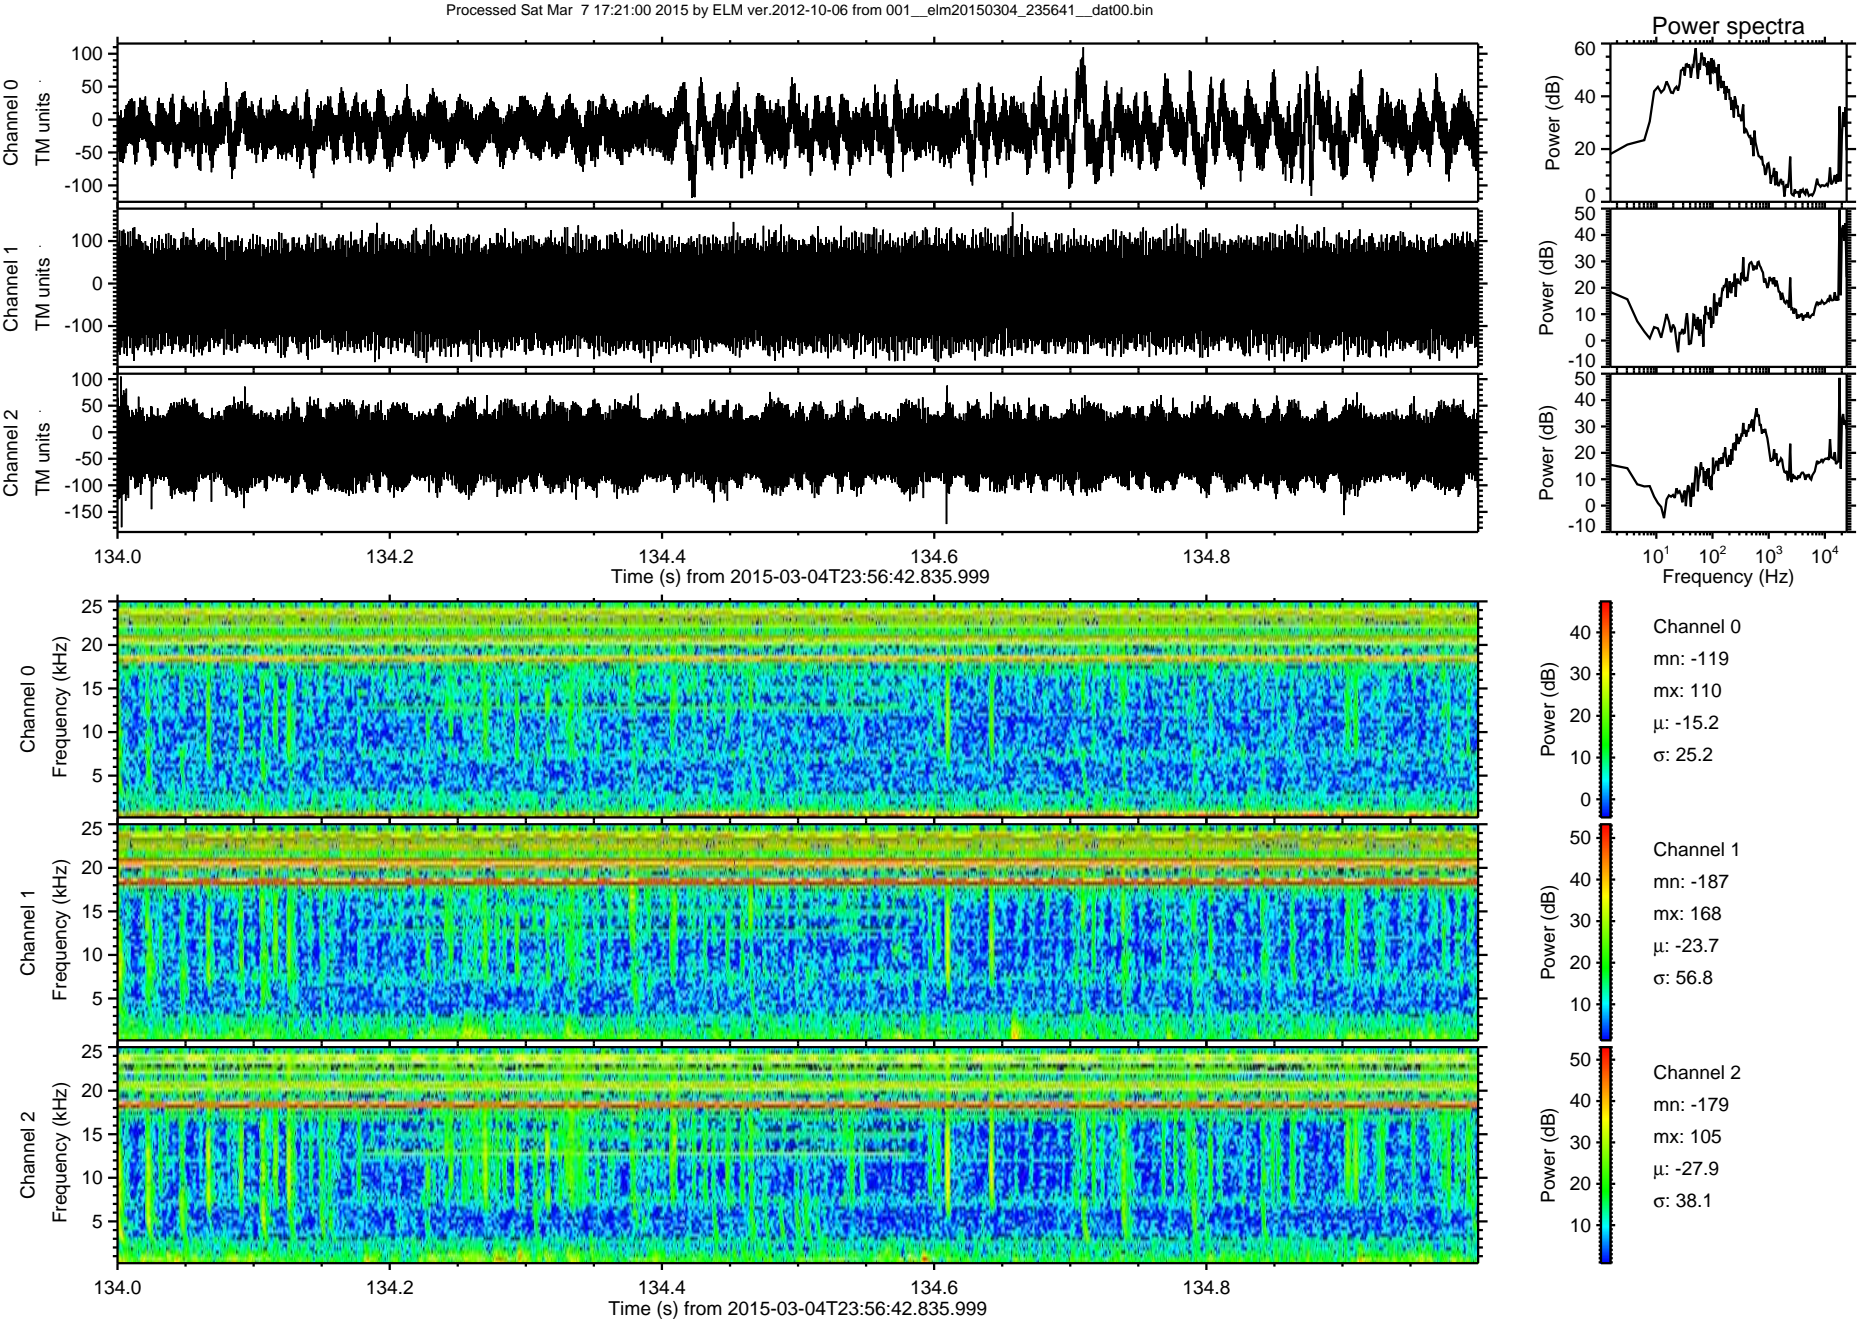 Processed Sat Mar 7 17:21:00 2015 by ELM ver.2012-10-06 from 001__elm20150304_235641__dat00.bin
Power spectra
Channel 0
TM units
100
50
0
-50
-100
Power (dB)
60
40
20
0
Channel 1
TM units
100
0
-100
Power (dB)
50
40
30
20
10
0
-10
Channel 2
TM units
100
50
0
-50
-100
-150
Power (dB)
50
40
30
20
10
0
-10
134.0 134.2 134.4 134.6 134.8
Time (s) from 2015-03-04T23:56:42.835.999
10^1 10^2 10^3 10^4
Frequency (Hz)
Channel 0
Frequency (kHz)
25
20
15
10
5
Power (dB)
40
30
20
10
0
Channel 0
mn: -119
mx: 110
μ: -15.2
σ: 25.2
Channel 1
Frequency (kHz)
25
20
15
10
5
Power (dB)
50
40
30
20
10
Channel 1
mn: -187
mx: 168
μ: -23.7
σ: 56.8
Channel 2
Frequency (kHz)
25
20
15
10
5
Power (dB)
50
40
30
20
10
Channel 2
mn: -179
mx: 105
μ: -27.9
σ: 38.1
134.0 134.2 134.4 134.6 134.8
Time (s) from 2015-03-04T23:56:42.835.999